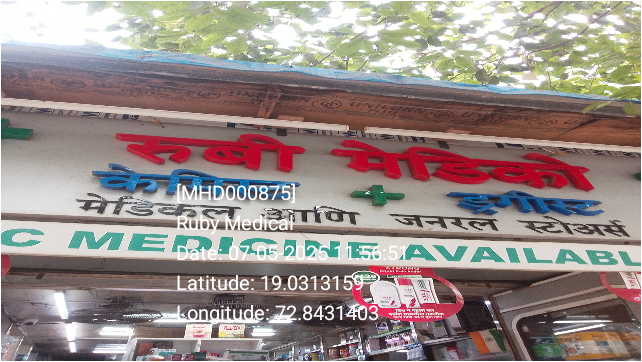 रुबी मेडिको
केमिस्ट + ड्रगीस्ट
मेडिकल आणि जनरल स्टोअर्स
C MEDICINE AVAILABL
[MHD000875]
Ruby Medical
Date: 07-05-2025 11:56:51
Latitude: 19.0313159
Longitude: 72.8431403